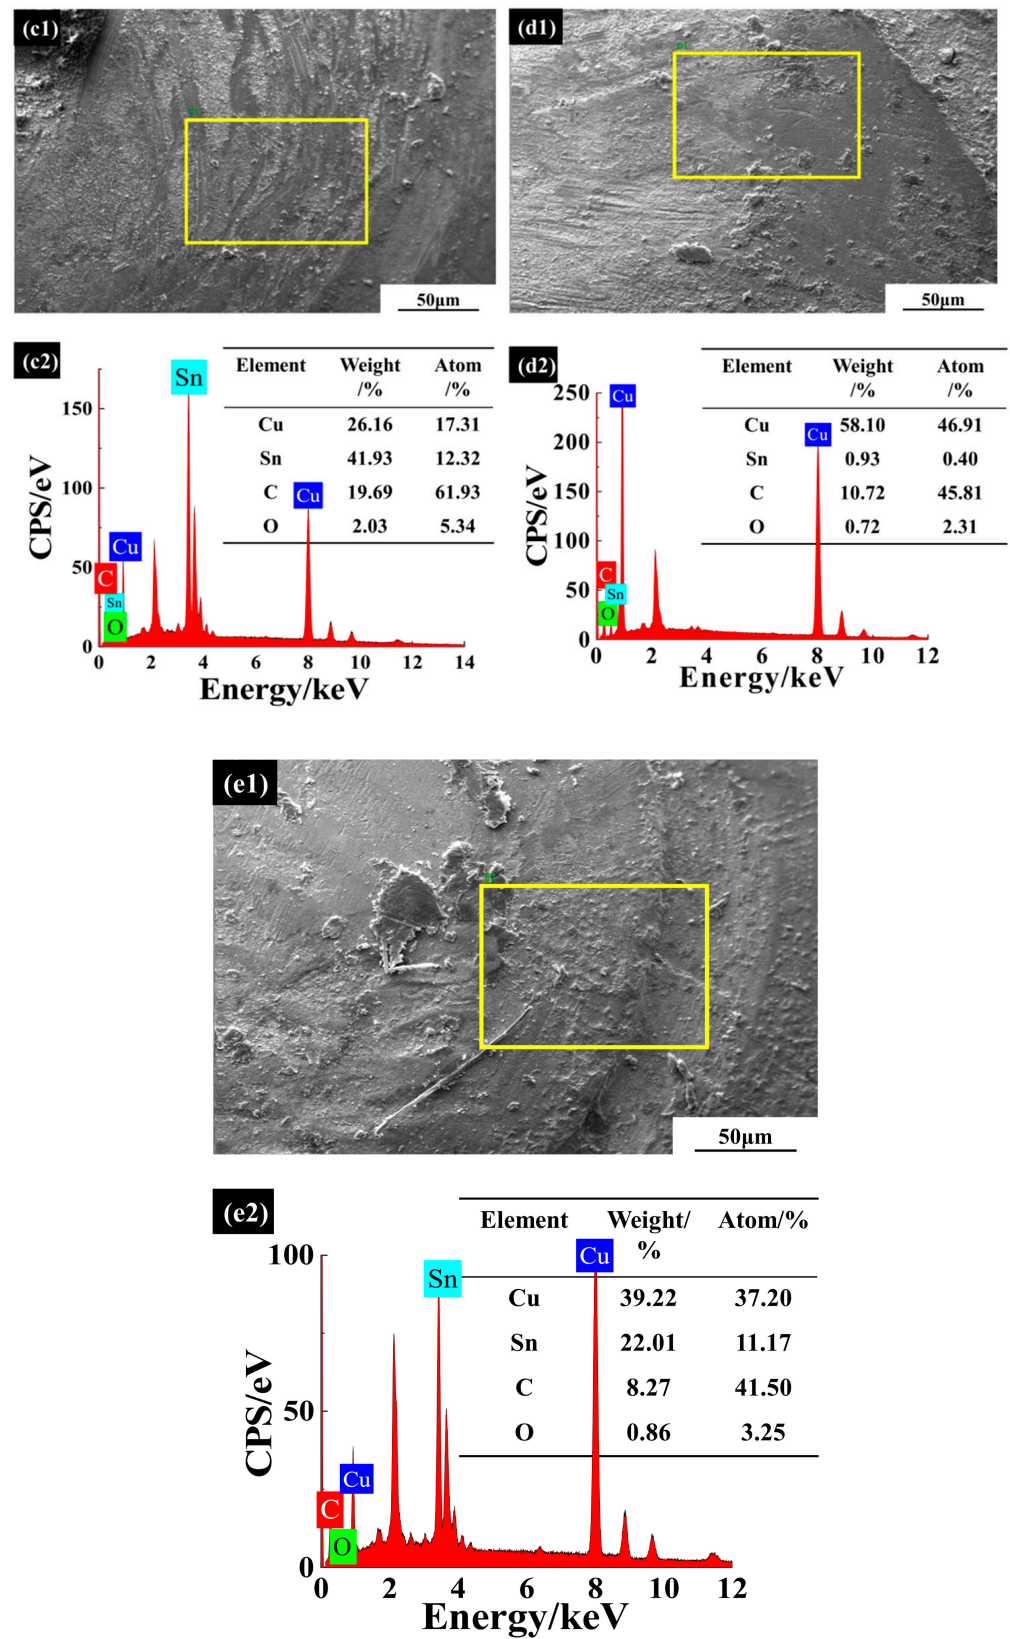 (c1)
50μm
(d1)
D1
50μm
(c2)
Element Weight Atom
/% /%
Cu 26.16 17.31
Sn 41.93 12.32
C 19.69 61.93
O 2.03 5.34
Sn
Cu
Cu
C
Sn
O
150
100
50
0
CPS/eV
0 2 4 6 8 10 12 14
Energy/keV
(d2)
Element Weight Atom
/% /%
Cu 58.10 46.91
Sn 0.93 0.40
C 10.72 45.81
O 0.72 2.31
Cu
Cu
C
Sn
O
250
200
150
100
50
0
CPS/eV
0 2 4 6 8 10 12
Energy/keV
(e1)
50μm
(e2)
Element Weight/ Atom/%
%
Cu 39.22 37.20
Sn 22.01 11.17
C 8.27 41.50
O 0.86 3.25
Cu
Sn
Cu
C
O
100
50
0
CPS/eV
0 2 4 6 8 10 12
Energy/keV